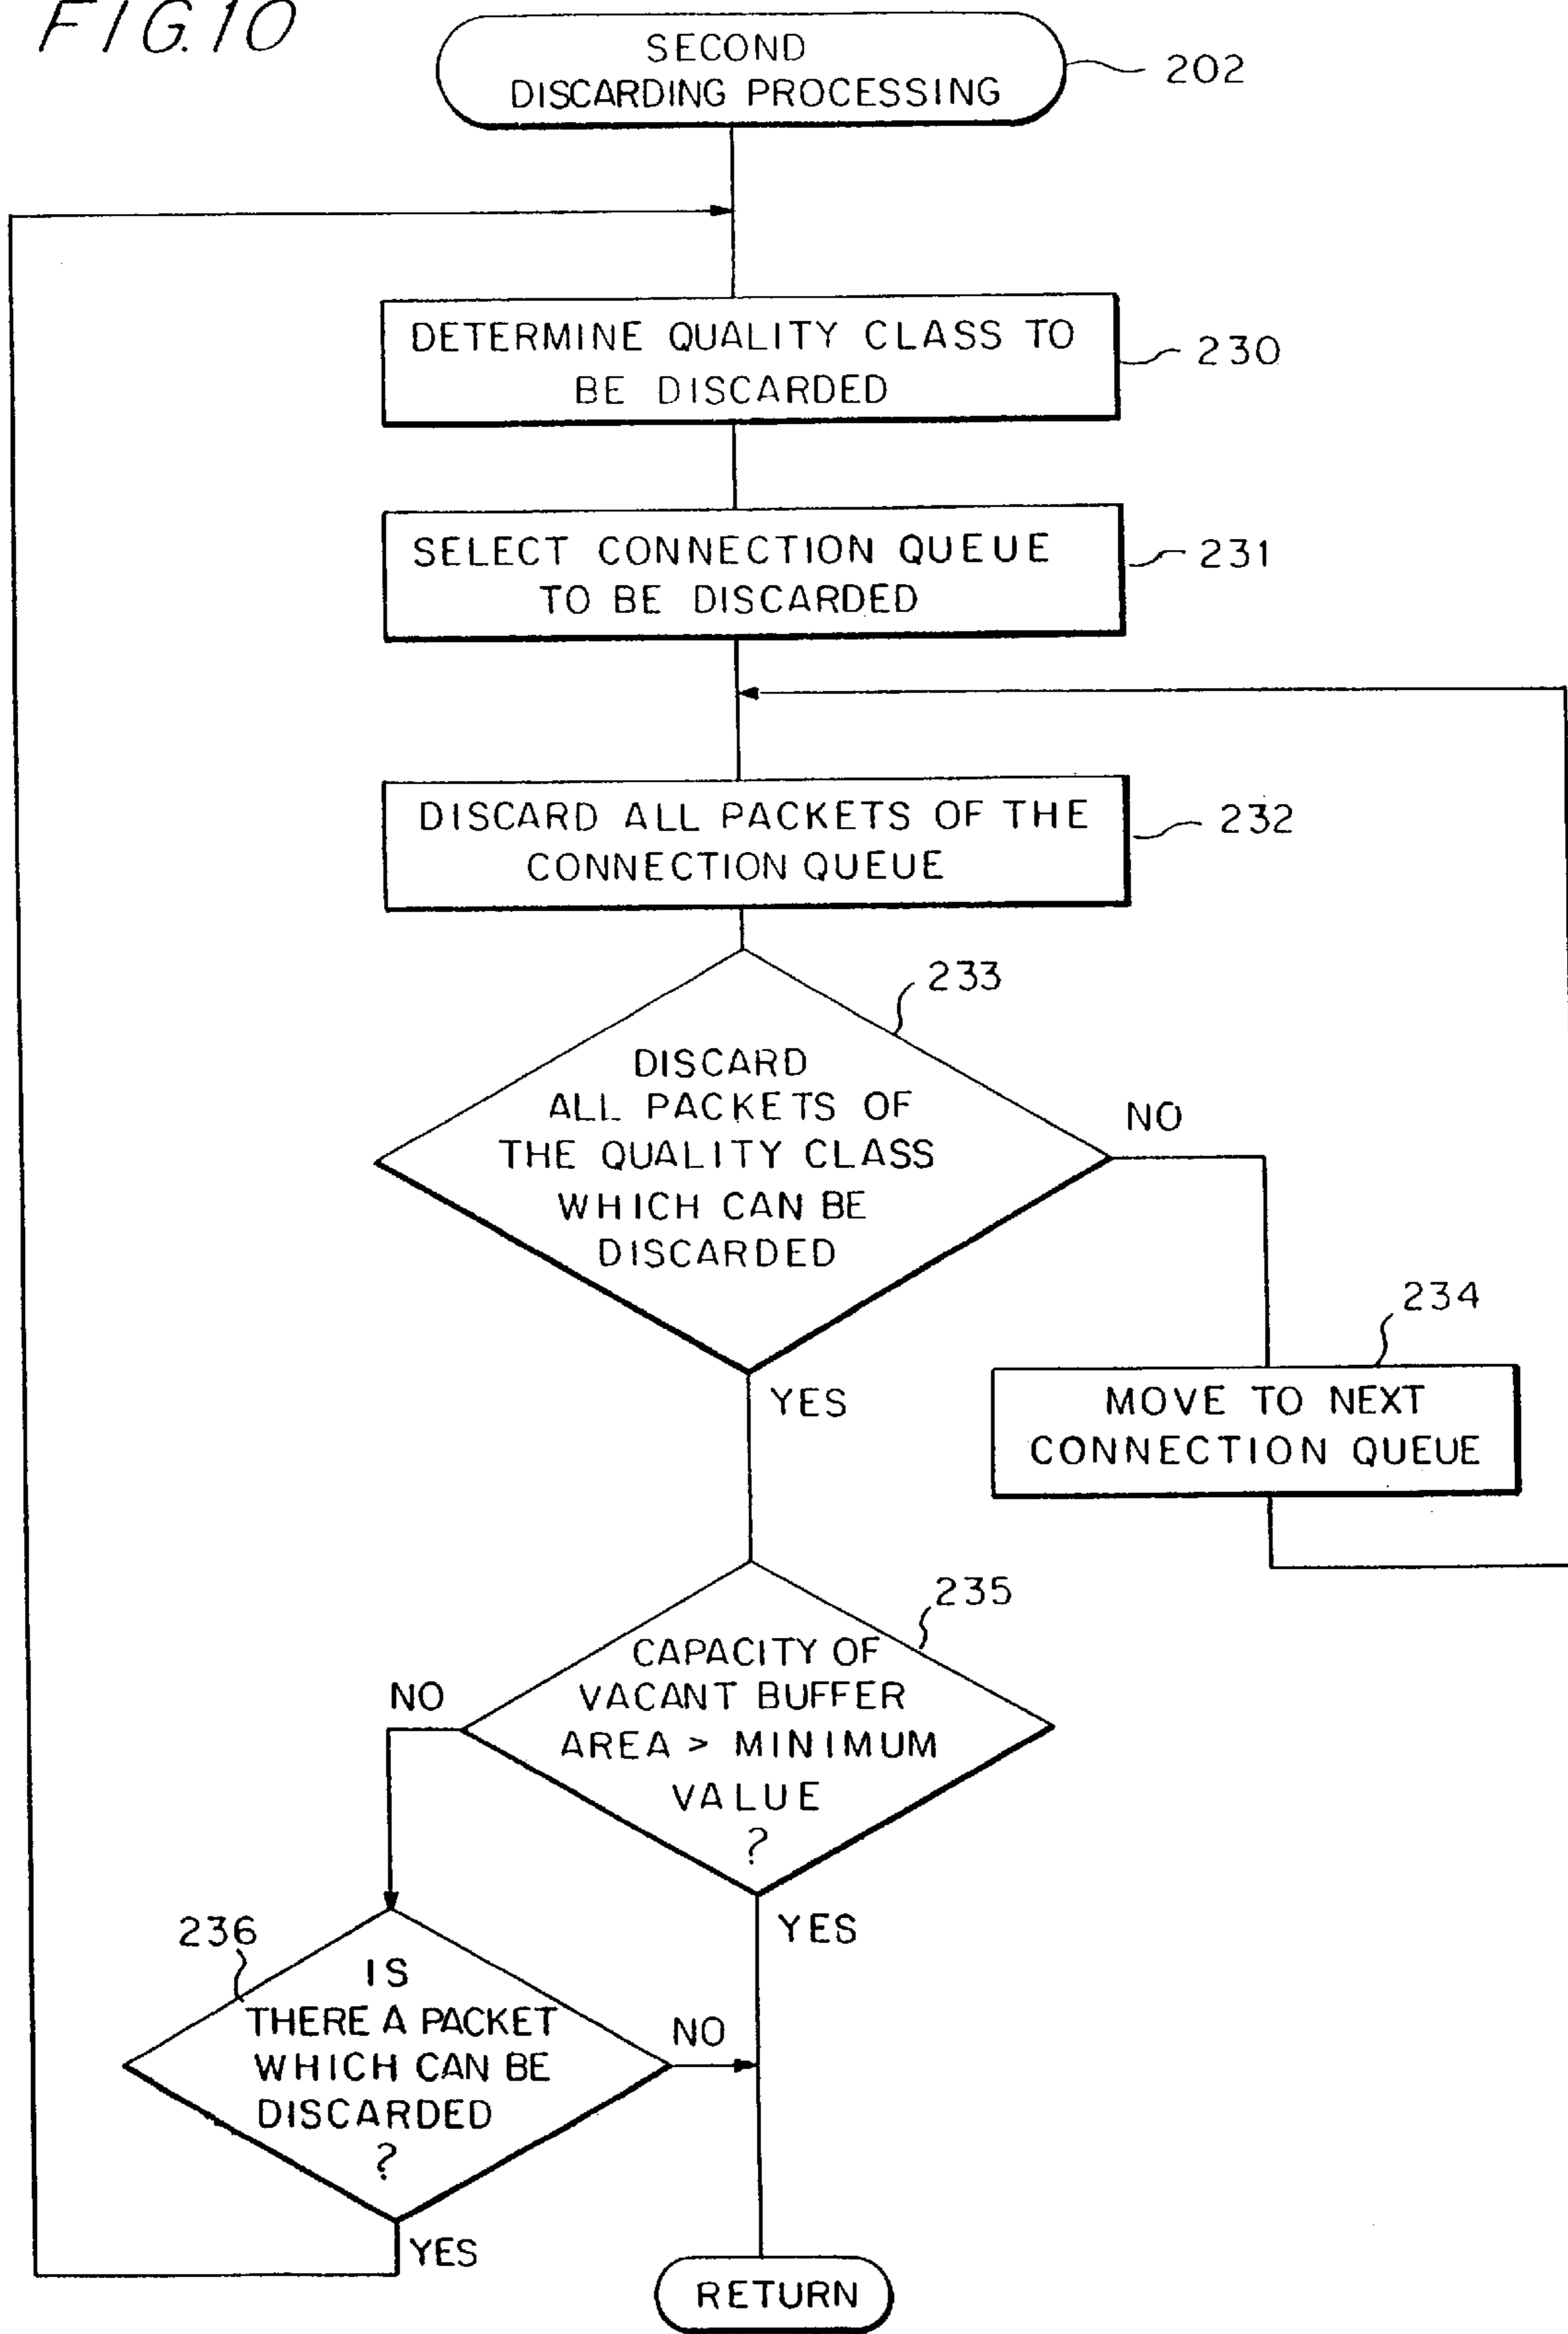 FIG.10
SECOND
DISCARDING PROCESSING
202
DETERMINE QUALITY CLASS TO
BE DISCARDED
230
SELECT CONNECTION QUEUE
TO BE DISCARDED
231
DISCARD ALL PACKETS OF THE
CONNECTION QUEUE
232
233
DISCARD
ALL PACKETS OF
THE QUALITY CLASS
WHICH CAN BE
DISCARDED
NO
YES
234
MOVE TO NEXT
CONNECTION QUEUE
235
CAPACITY OF
VACANT BUFFER
AREA > MINIMUM
VALUE
?
NO
YES
236
IS
THERE A PACKET
WHICH CAN BE
DISCARDED
?
NO
YES
RETURN